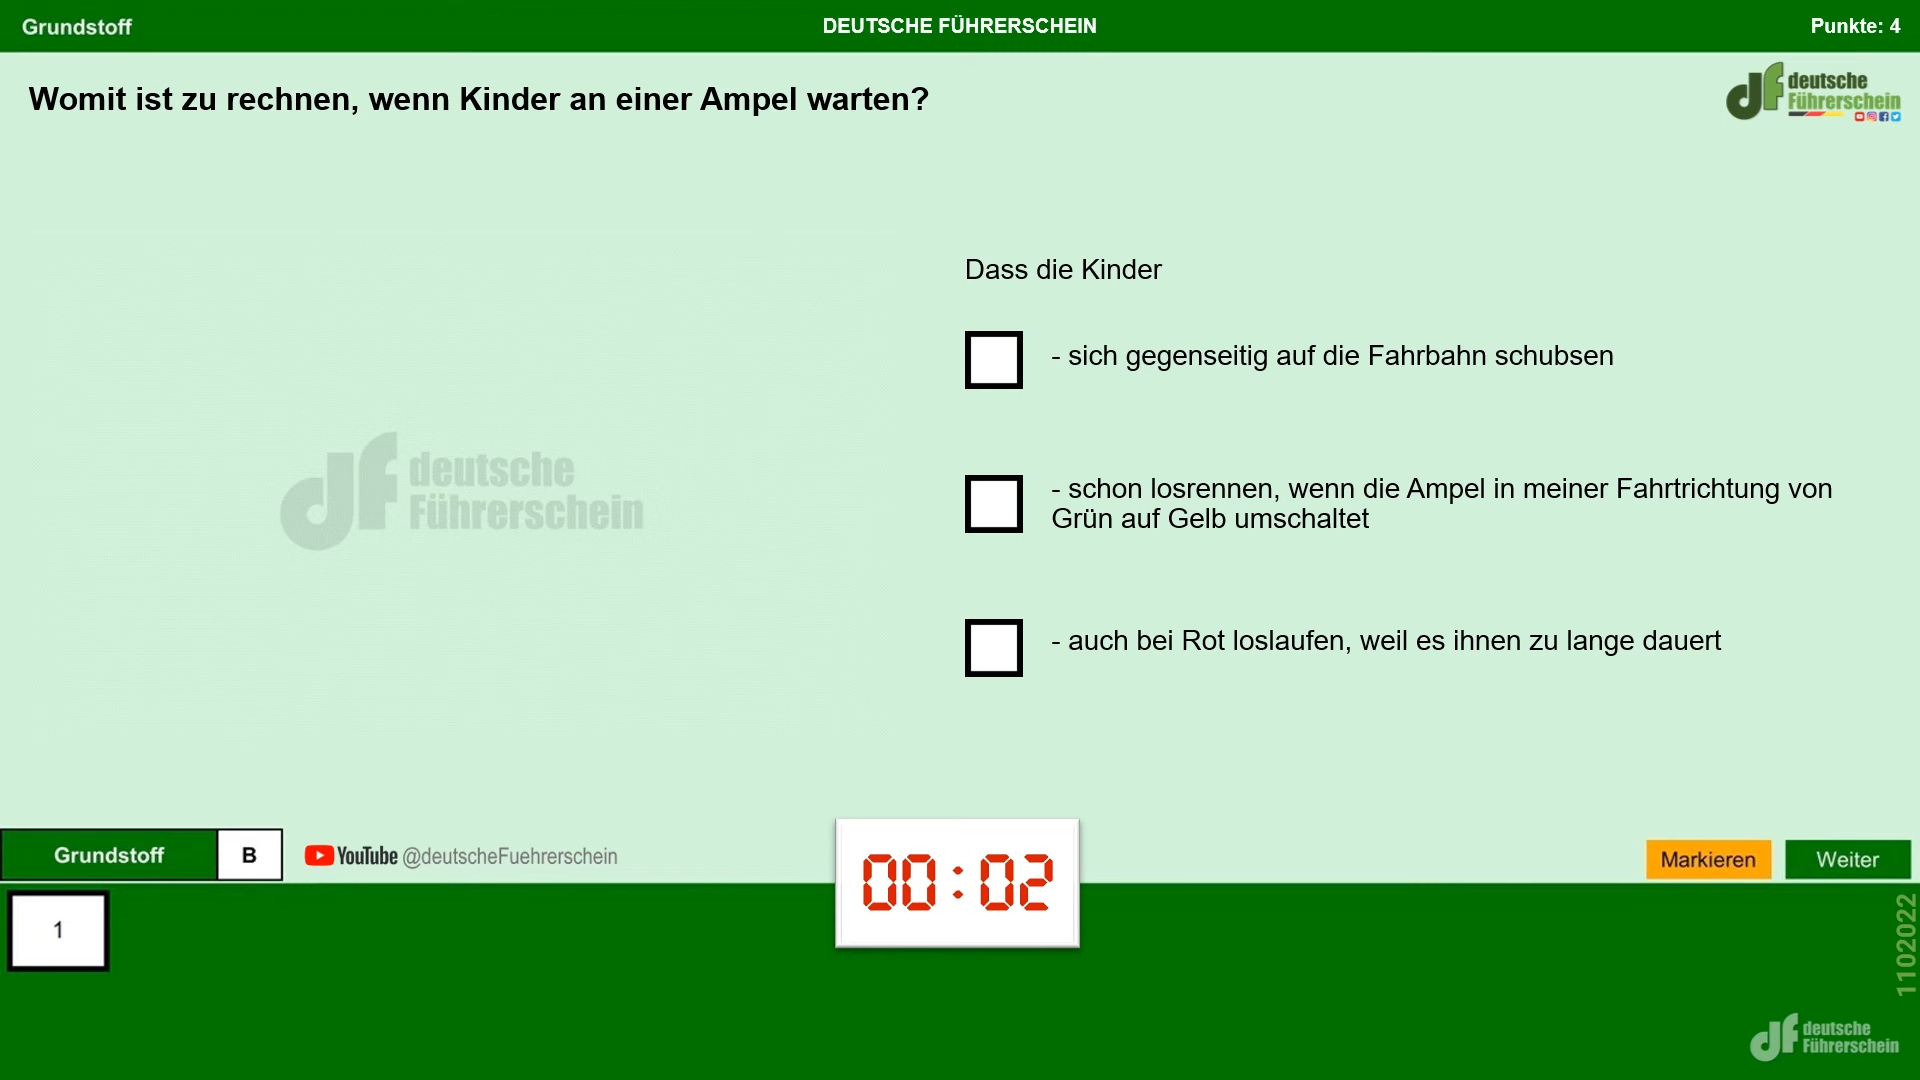 Grundstoff
DEUTSCHE FÜHRERSCHEIN
Punkte: 4
Womit ist zu rechnen, wenn Kinder an einer Ampel warten?
df deutsche
Führerschein
Dass die Kinder
- sich gegenseitig auf die Fahrbahn schubsen
- schon losrennen, wenn die Ampel in meiner Fahrtrichtung von
Grün auf Gelb umschaltet
- auch bei Rot loslaufen, weil es ihnen zu lange dauert
df deutsche
Führerschein
Grundstoff
B
YouTube @deutscheFuehrerschein
00:02
Markieren
Weiter
1
1102022
df deutsche
Führerschein